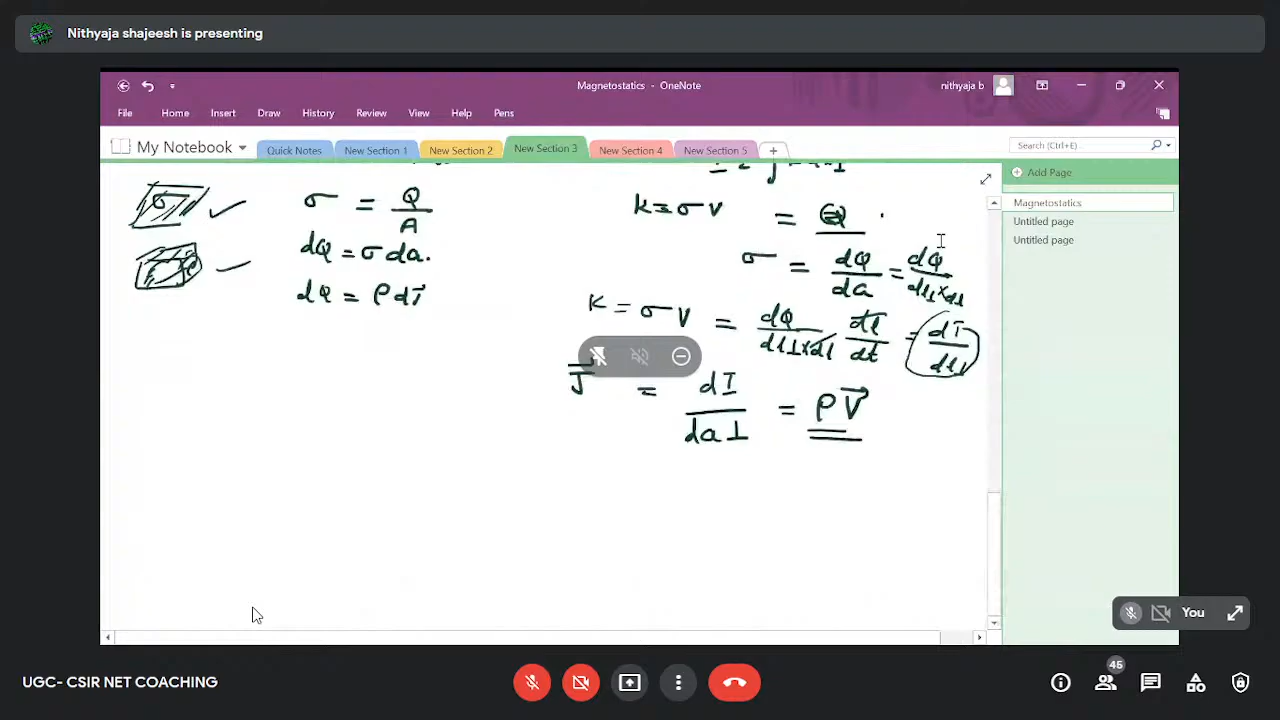 Nithyaja shajeesh is presenting
Magnetostatics - OneNote
nithyaja b
File Home Insert Draw History Review View Help Pens
My Notebook
Quick Notes New Section 1 New Section 2 New Section 3 New Section 4 New Section 5 +
Search (Ctrl+E)
Add Page
Magnetostatics
Untitled page
Untitled page
σ
σ = Q/A
dQ = σ da.
ρ
dQ = ρ dτ
K = σ v =
σ = dQ/da = dQ/dl⊥×dl
K = σ v = dQ/dl⊥×dl dl/dt = dI/dl⊥
J = dI/da⊥ = ρV⃗
You
UGC- CSIR NET COACHING
45